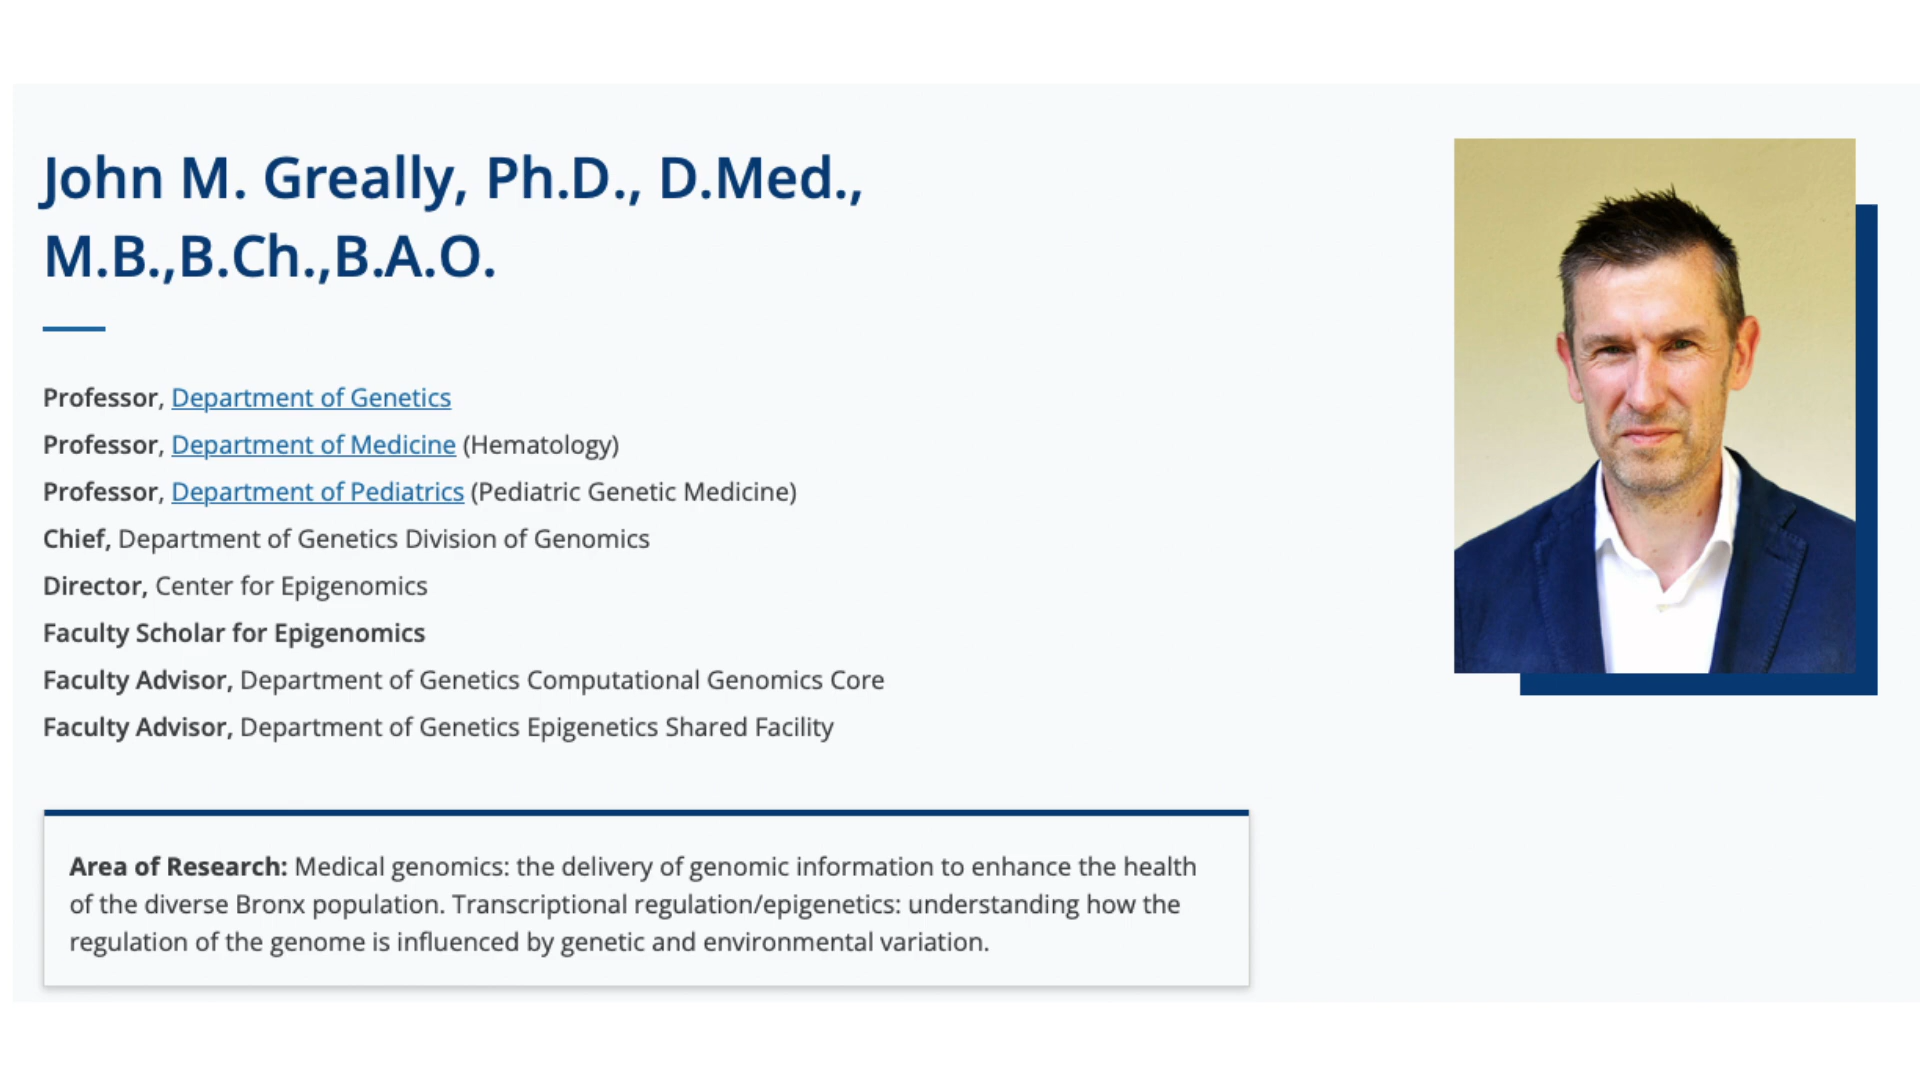 John M. Greally, Ph.D., D.Med.,
M.B.,B.Ch.,B.A.O.
Professor, Department of Genetics
Professor, Department of Medicine (Hematology)
Professor, Department of Pediatrics (Pediatric Genetic Medicine)
Chief, Department of Genetics Division of Genomics
Director, Center for Epigenomics
Faculty Scholar for Epigenomics
Faculty Advisor, Department of Genetics Computational Genomics Core
Faculty Advisor, Department of Genetics Epigenetics Shared Facility
Area of Research: Medical genomics: the delivery of genomic information to enhance the health
of the diverse Bronx population. Transcriptional regulation/epigenetics: understanding how the
regulation of the genome is influenced by genetic and environmental variation.